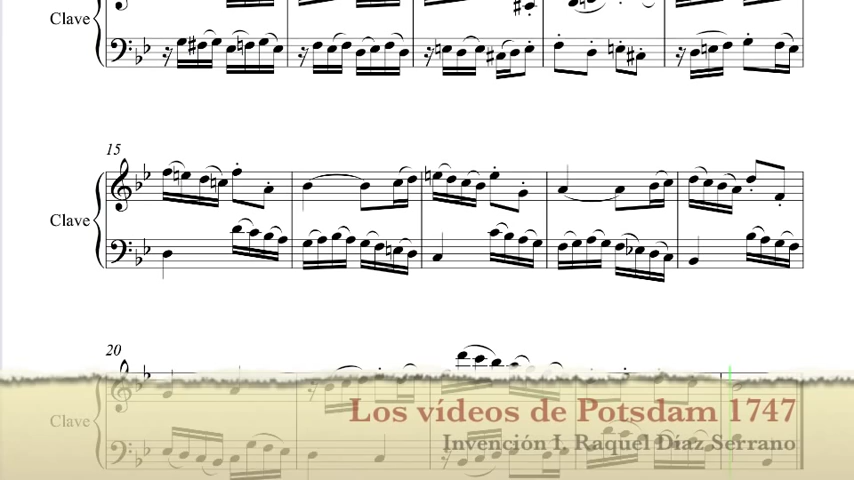 Clave
15
Clave
20
Clave
Los vídeos de Potsdam 1747
Invención I. Raquel Díaz Serrano